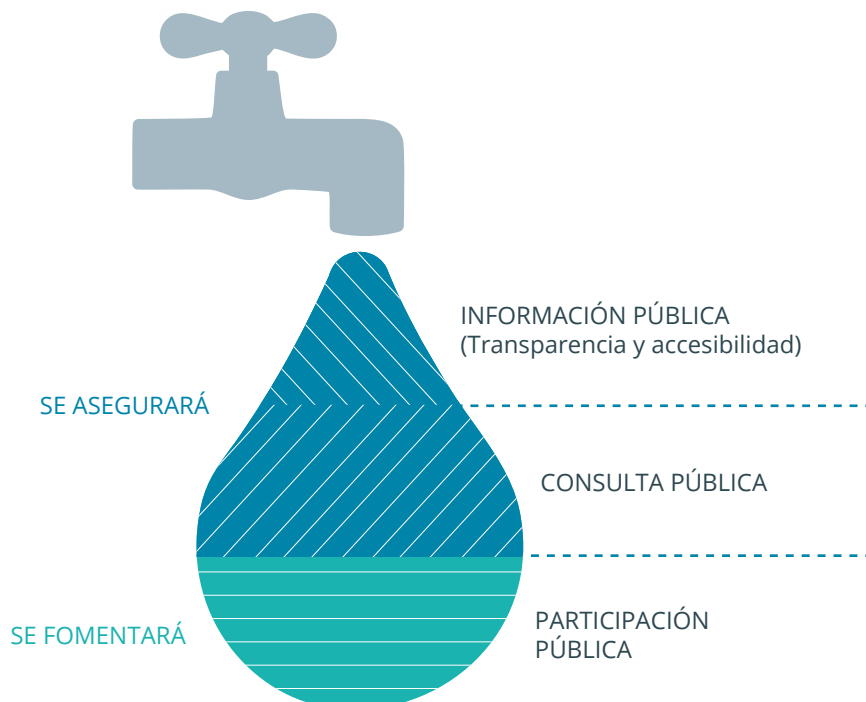 INFORMACIÓN PÚBLICA
(Transparencia y accesibilidad)
SE ASEGURARÁ
CONSULTA PÚBLICA
SE FOMENTARÁ
PARTICIPACIÓN
PÚBLICA